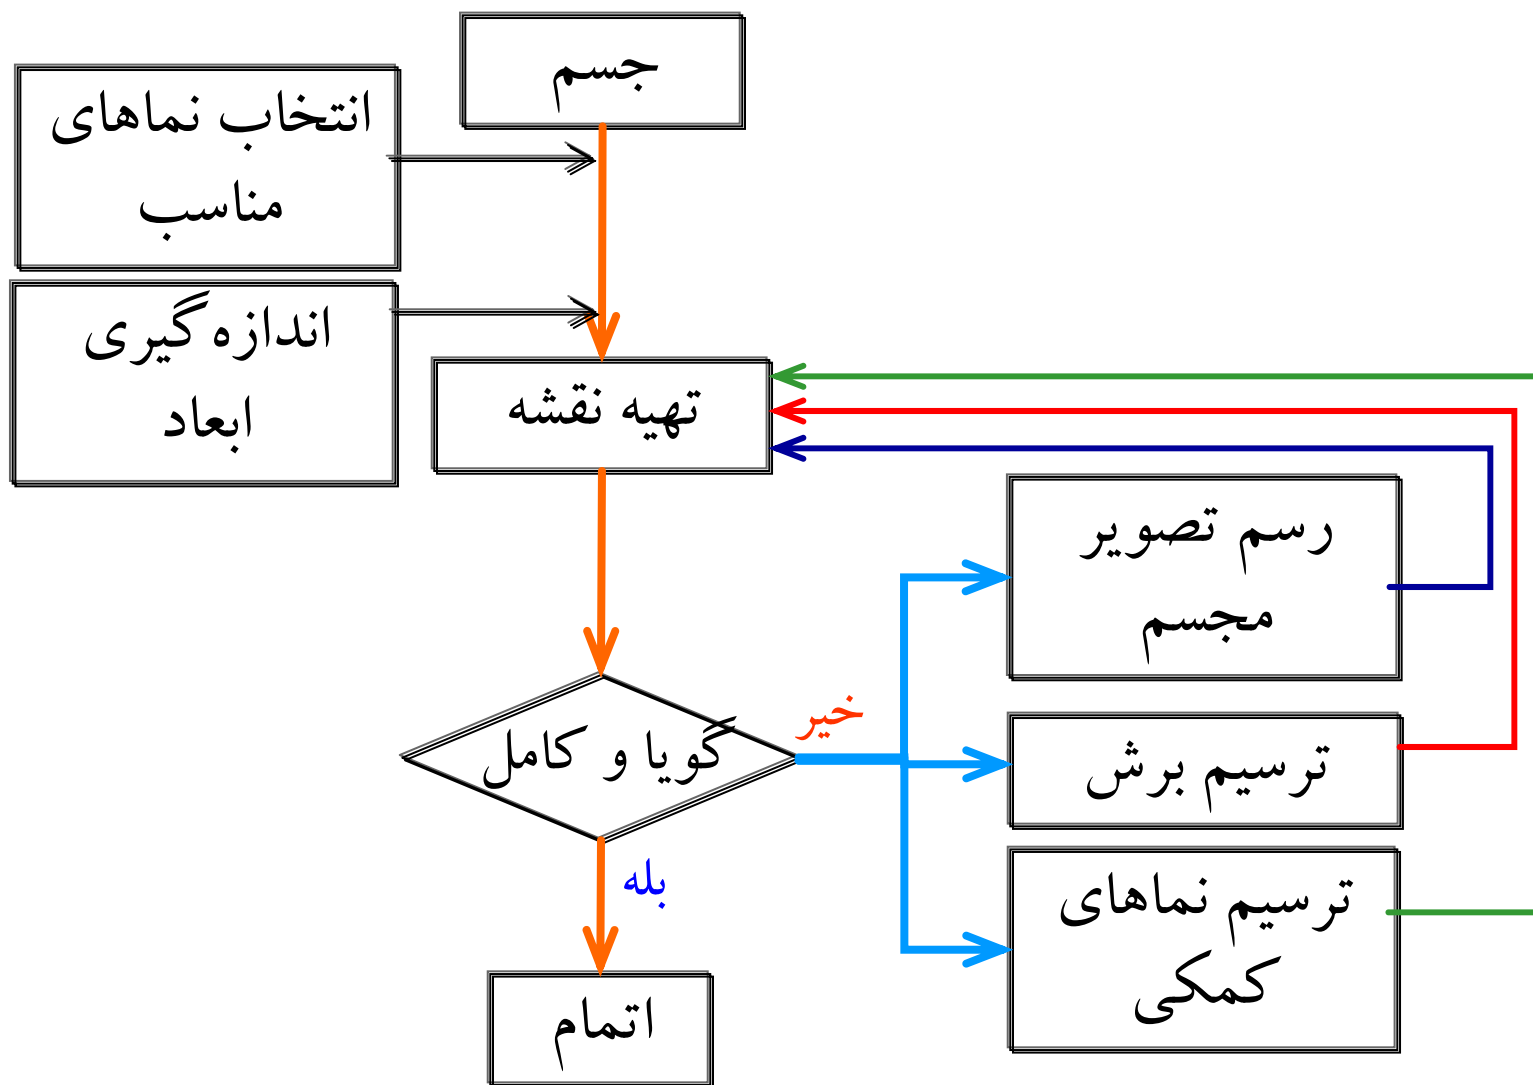 جسم
انتخاب نماهای
مناسب
اندازه‌گیری
ابعاد
تهیه نقشه
رسم تصویر
مجسم
خیر
گویا و کامل
ترسیم برش
بله
ترسیم نماهای
کمکی
اتمام